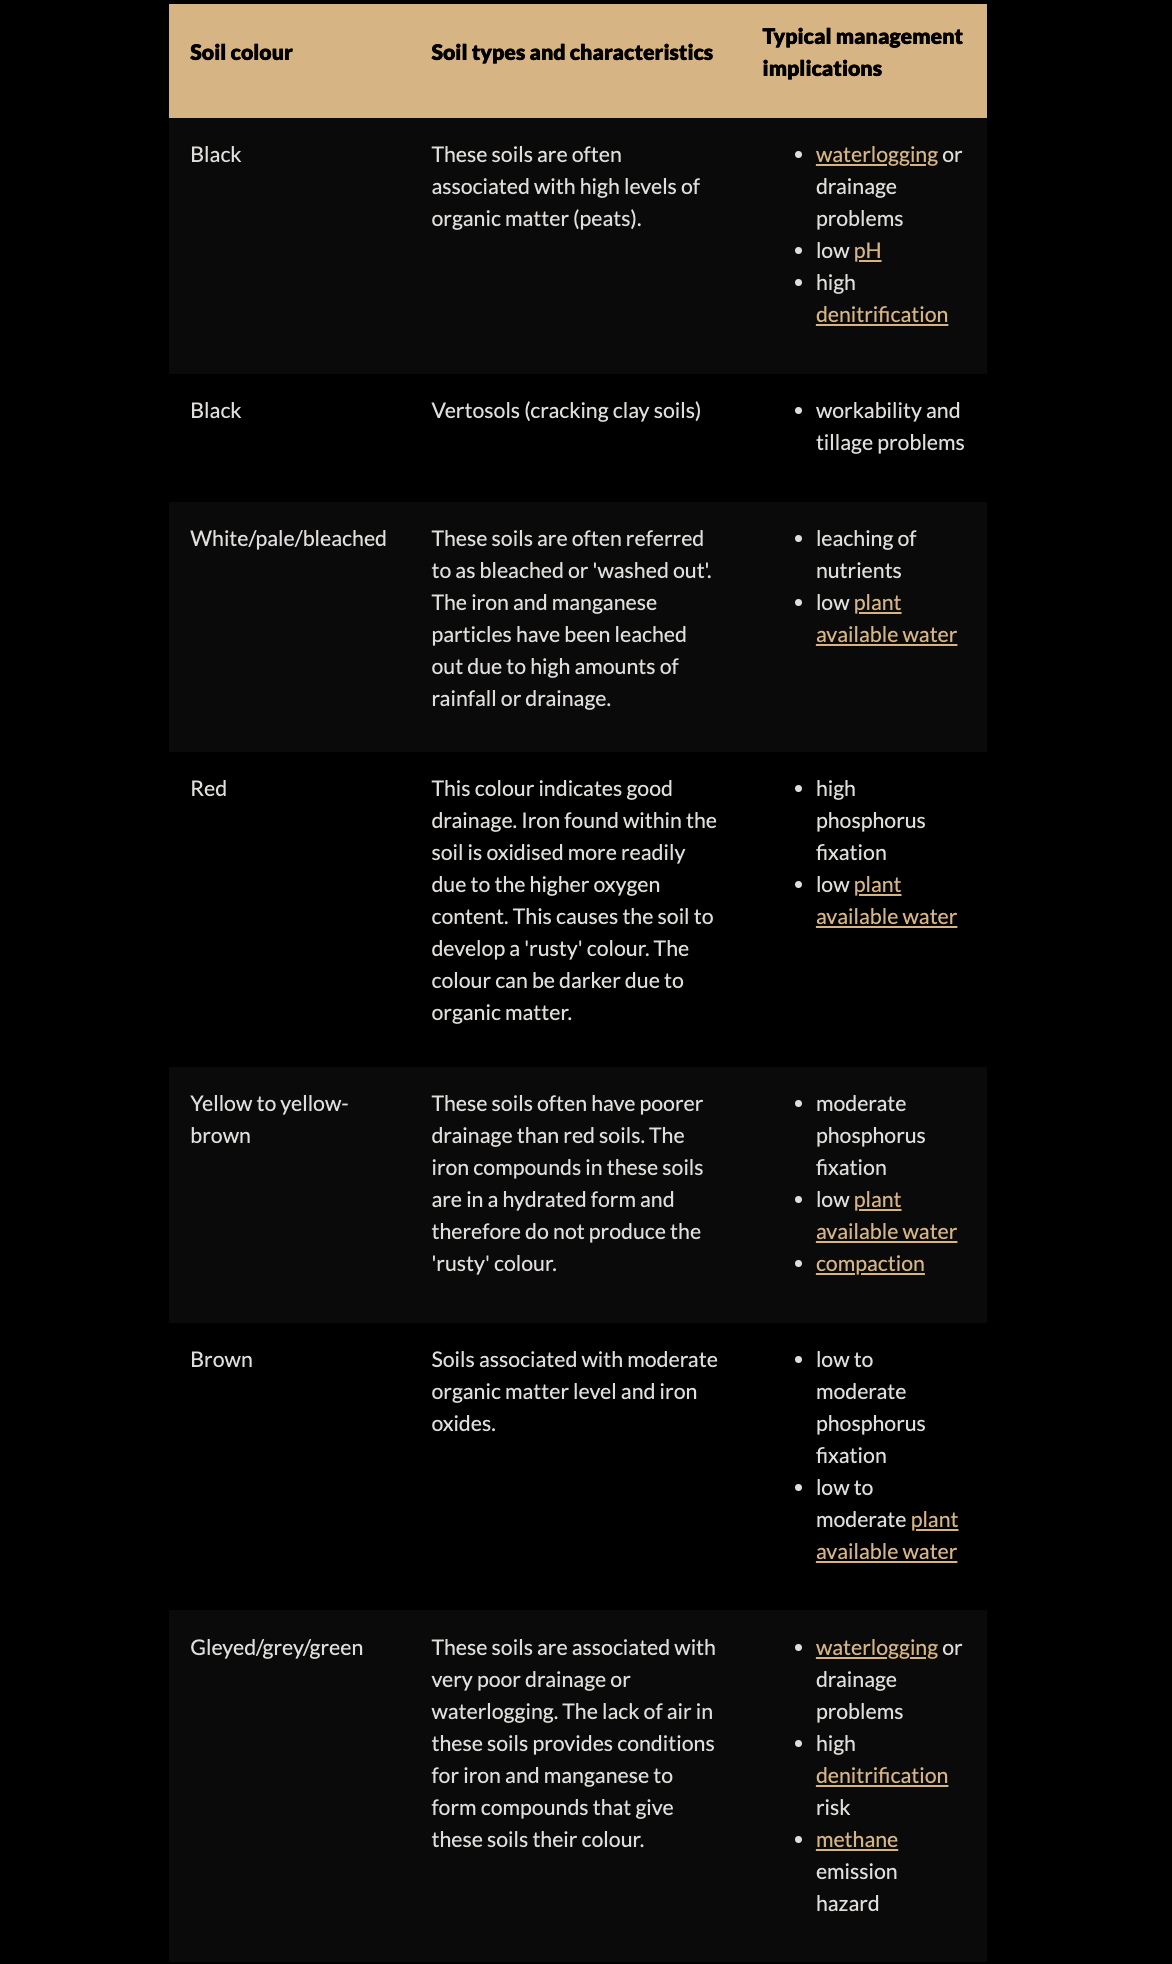 Soil colour
Soil types and characteristics
Typical management
implications
Black
These soils are often
associated with high levels of
organic matter (peats).
• waterlogging or
drainage
problems
• low pH
• high
denitrification
Black
Vertosols (cracking clay soils)
• workability and
tillage problems
White/pale/bleached
These soils are often referred
to as bleached or 'washed out'.
The iron and manganese
particles have been leached
out due to high amounts of
rainfall or drainage.
• leaching of
nutrients
• low plant
available water
Red
This colour indicates good
drainage. Iron found within the
soil is oxidised more readily
due to the higher oxygen
content. This causes the soil to
develop a 'rusty' colour. The
colour can be darker due to
organic matter.
• high
phosphorus
fixation
• low plant
available water
Yellow to yellow-
brown
These soils often have poorer
drainage than red soils. The
iron compounds in these soils
are in a hydrated form and
therefore do not produce the
'rusty' colour.
• moderate
phosphorus
fixation
• low plant
available water
• compaction
Brown
Soils associated with moderate
organic matter level and iron
oxides.
• low to
moderate
phosphorus
fixation
• low to
moderate plant
available water
Gleyed/grey/green
These soils are associated with
very poor drainage or
waterlogging. The lack of air in
these soils provides conditions
for iron and manganese to
form compounds that give
these soils their colour.
• waterlogging or
drainage
problems
• high
denitrification
risk
• methane
emission
hazard